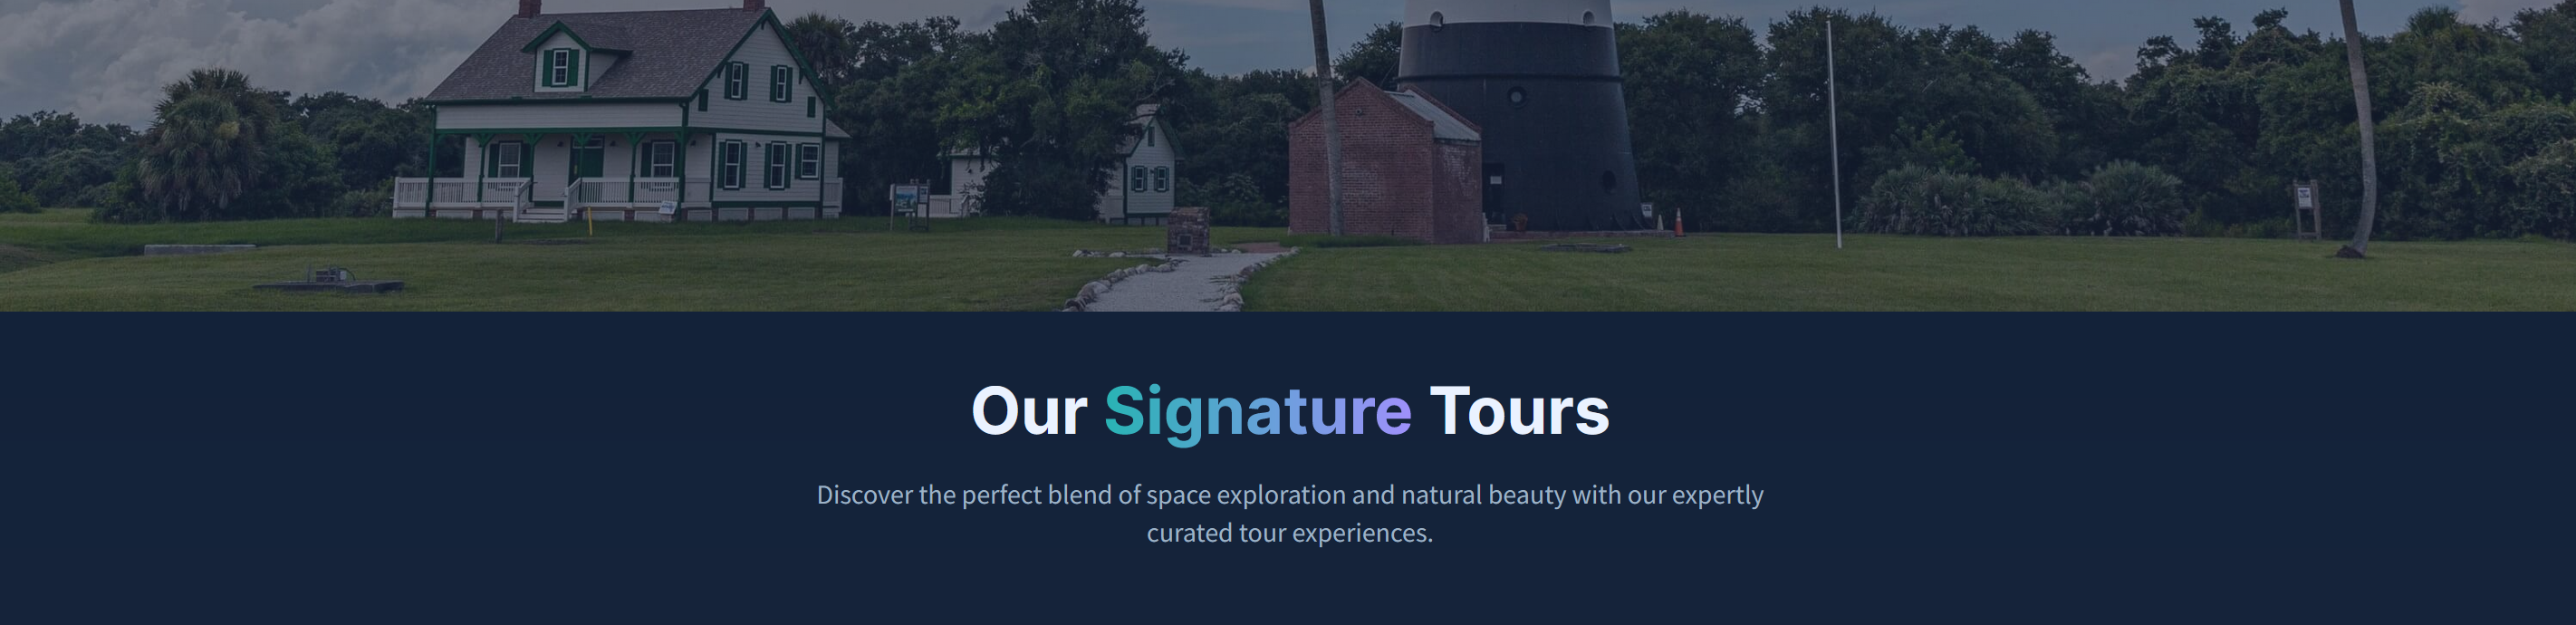 Our Signature Tours
Discover the perfect blend of space exploration and natural beauty with our expertly
curated tour experiences.